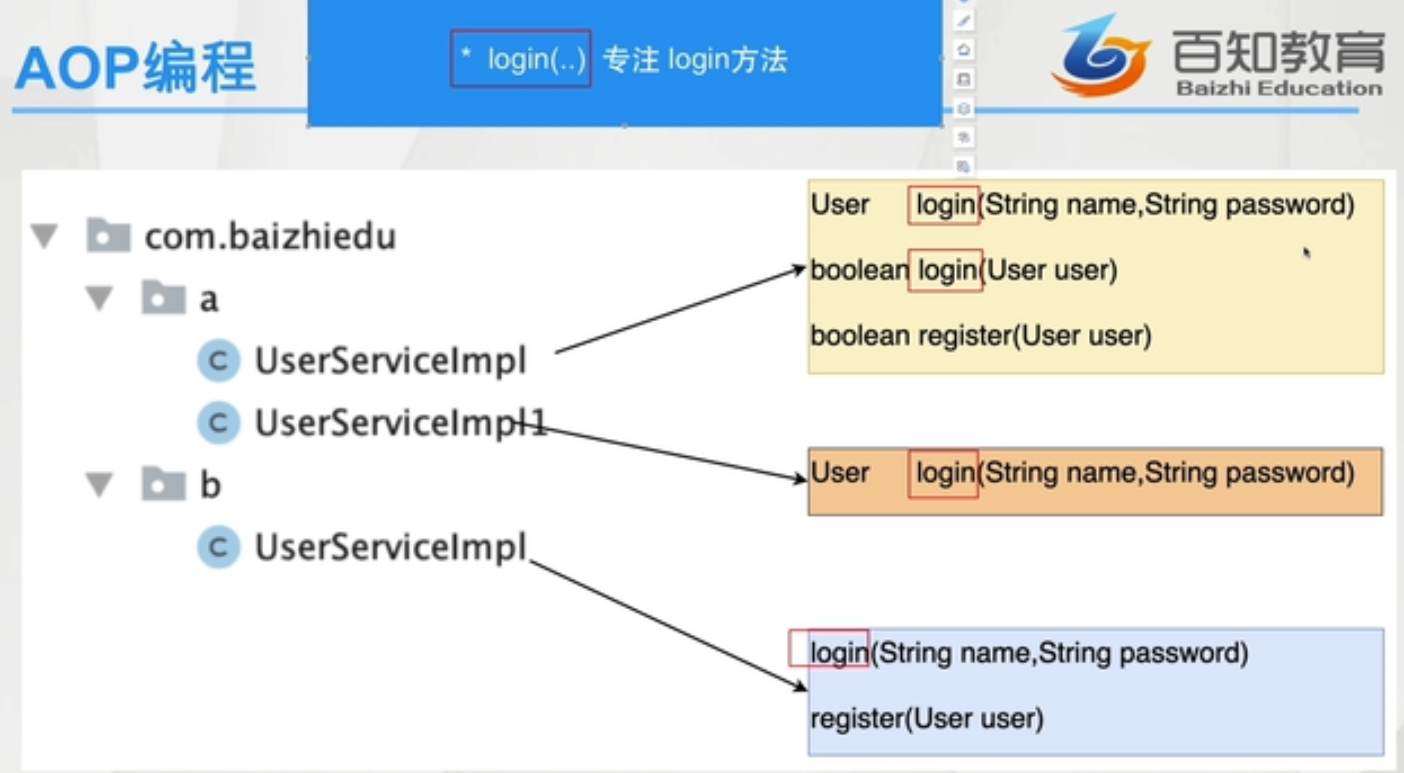 AOP编程
* login(..) 专注 login方法
百知教育
Baizhi Education
com.baizhiedu
a
C UserServiceImpl
C UserServiceImpl1
b
C UserServiceImpl
User login(String name,String password)
boolean login(User user)
boolean register(User user)
User login(String name,String password)
login(String name,String password)
register(User user)